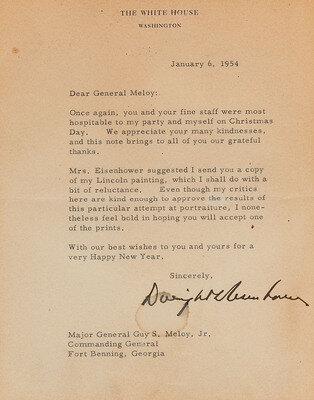 THE WHITE HOUSE
WASHINGTON
January 6, 1954
Dear General Meloy:
Once again, you and your fine staff were most
hospitable to my party and myself on Christmas
Day. We appreciate your many kindnesses,
and this note brings to all of you our grateful
thanks.
Mrs. Eisenhower suggested I send you a copy
of my Lincoln painting, which I shall do with a
bit of reluctance. Even though my critics
here are kind enough to approve the results of
this particular attempt at portraiture, I none-
theless feel bold in hoping you will accept one
of the prints.
With our best wishes to you and yours for a
very Happy New Year,
Sincerely,
Dwight D Eisenhower
Major General Guy S. Meloy, Jr.
Commanding General
Fort Benning, Georgia